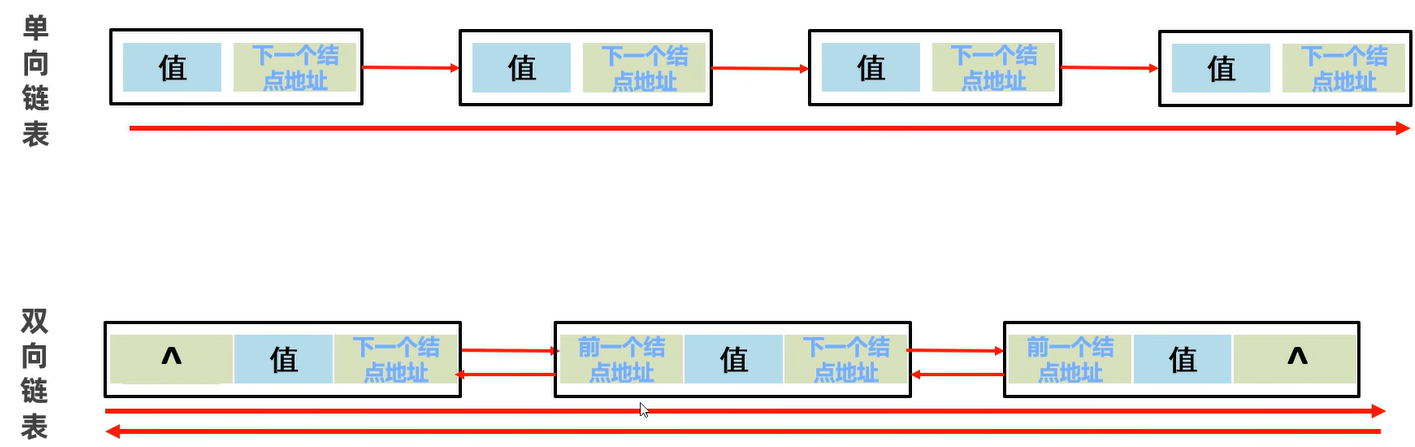 单向链表
值 下一个结 值 下一个结 值 下一个结 值 下一个结
点地址 点地址 点地址 点地址
双向链表
^ 值 下一个结 前一个结 值 下一个结 前一个结 值 ^
点地址 点地址 点地址 点地址